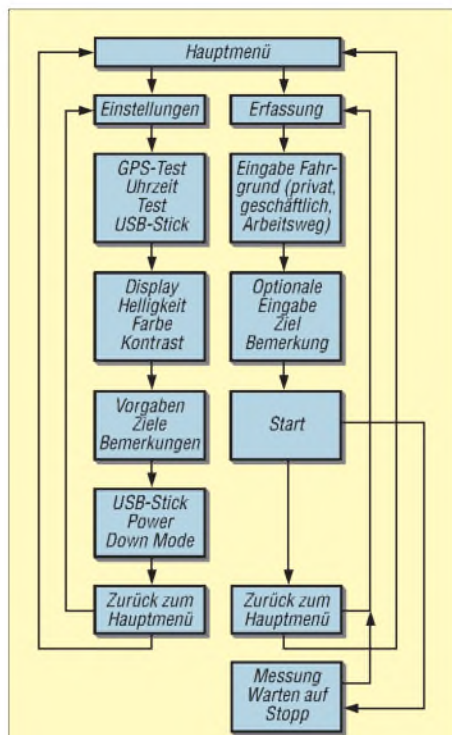 Hauptmenü
Einstellungen
GPS-Test
Uhrzeit
Test
USB-Stick
Display
Helligkeit
Farbe
Kontrast
Vorgaben
Ziele
Bemerkungen
USB-Stick
Power
Down Mode
Zurück zum
Hauptmenü
Erfassung
Eingabe Fahr-
grund (privat,
geschäftlich,
Arbeitsweg)
Optionale
Eingabe
Ziel
Bemerkung
Start
Zurück zum
Hauptmenü
Messung
Warten auf
Stopp